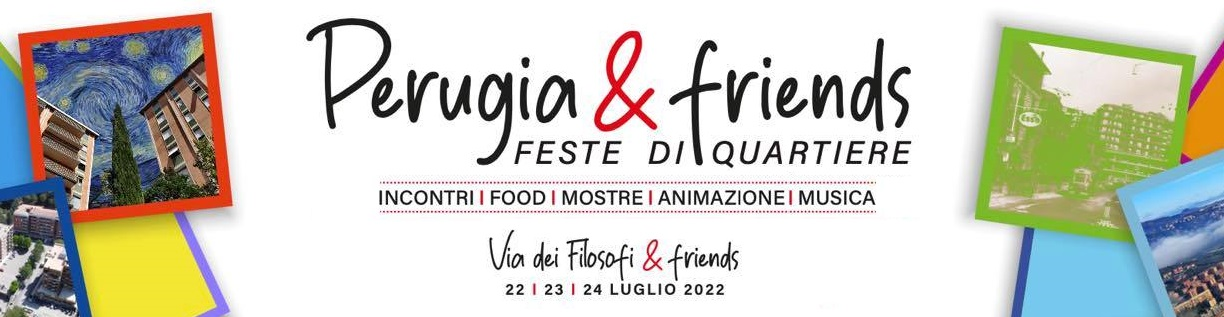 Perugia & friends
FESTE DI QUARTIERE
INCONTRI | FOOD | MOSTRE | ANIMAZIONE | MUSICA
Via dei Filosofi & friends
22 | 23 | 24 LUGLIO 2022